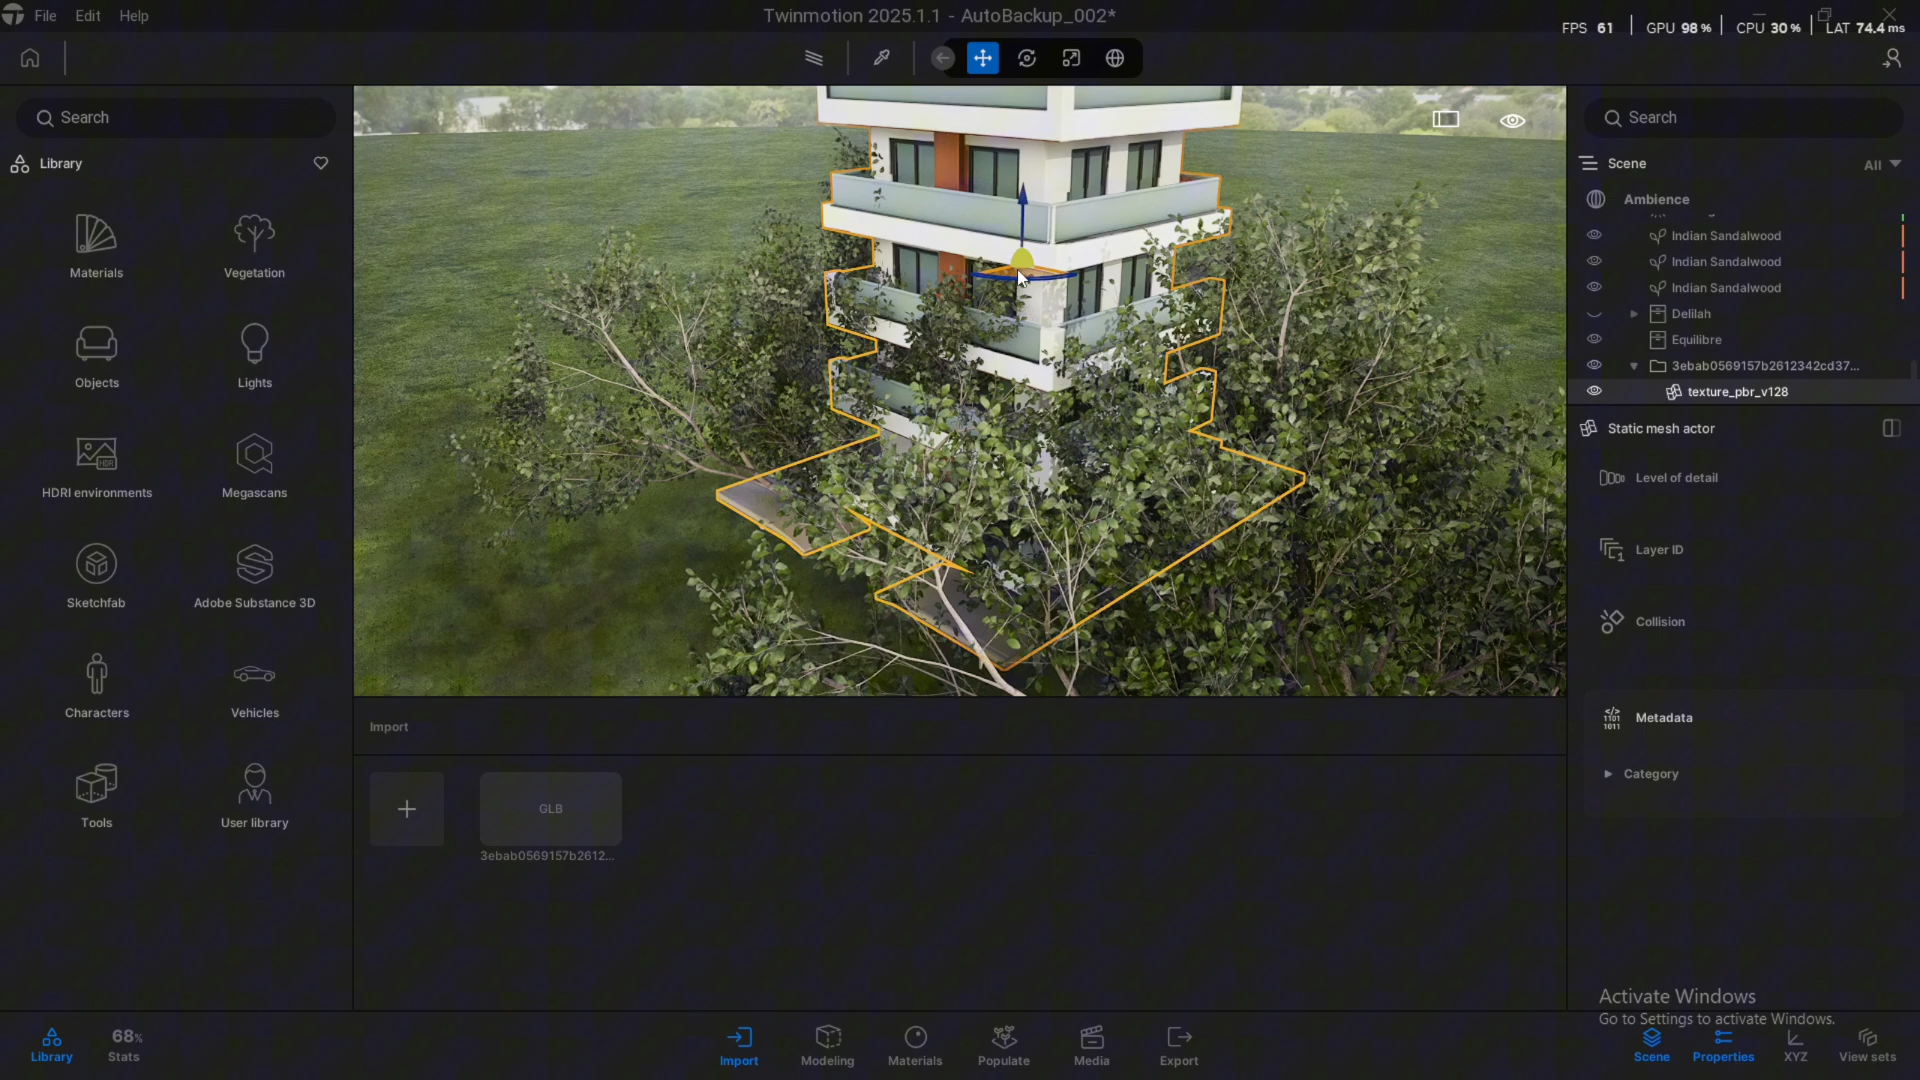 File Edit Help
Twinmotion 2025.1.1 - AutoBackup_002*
FPS 61 GPU 98 % CPU 30 % LAT 74.4 ms
Search
Library
Materials
Vegetation
Objects
Lights
HDR
HDRI environments
Megascans
Sketchfab
Adobe Substance 3D
Characters
Vehicles
Tools
User library
Import
+
GLB
3ebab0569157b2612...
Search
Scene
All
Ambience
Indian Sandalwood
Indian Sandalwood
Indian Sandalwood
Delilah
Equilibre
3ebab0569157b2612342cd37...
texture_pbr_v128
Static mesh actor
Level of detail
Layer ID
Collision
Metadata
Category
Activate Windows
Go to Settings to activate Windows.
Library
68%
Stats
Import
Modeling
Materials
Populate
Media
Export
Scene
Properties
XYZ
View sets